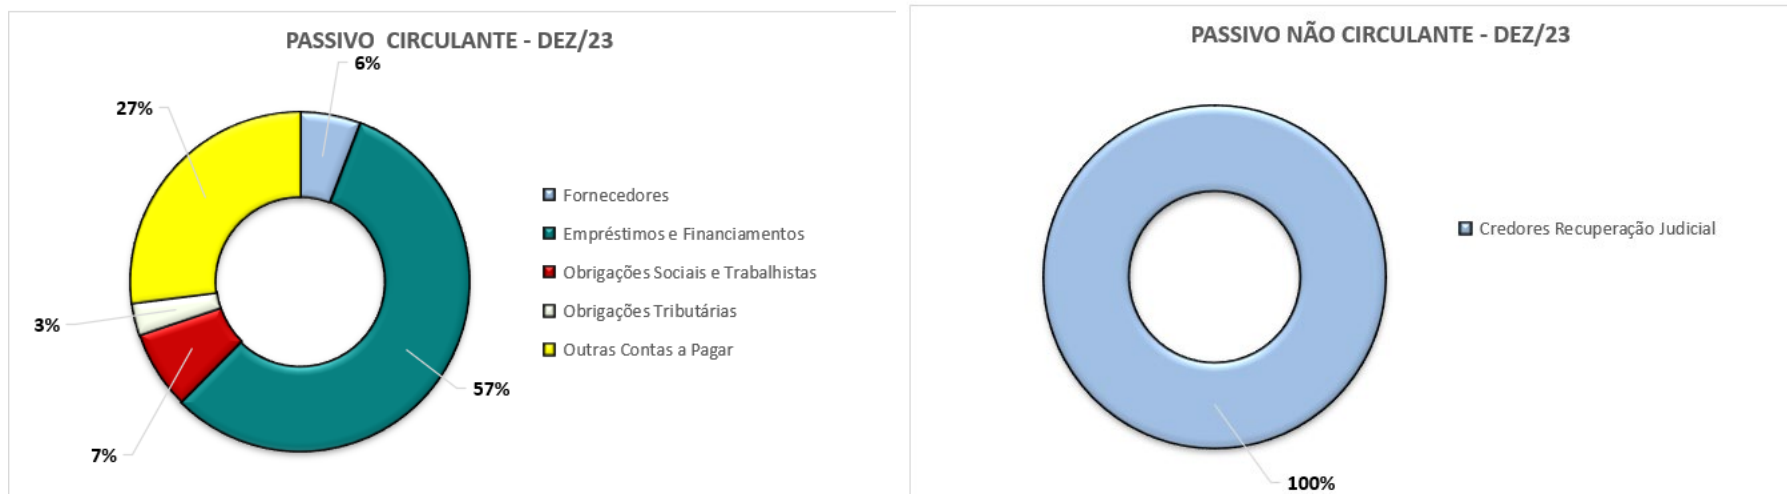 PASSIVO CIRCULANTE - DEZ/23
6%
27%
3%
7%
57%
Fornecedores
Empréstimos e Financiamentos
Obrigações Sociais e Trabalhistas
Obrigações Tributárias
Outras Contas a Pagar
PASSIVO NÃO CIRCULANTE - DEZ/23
Credores Recuperação Judicial
100%